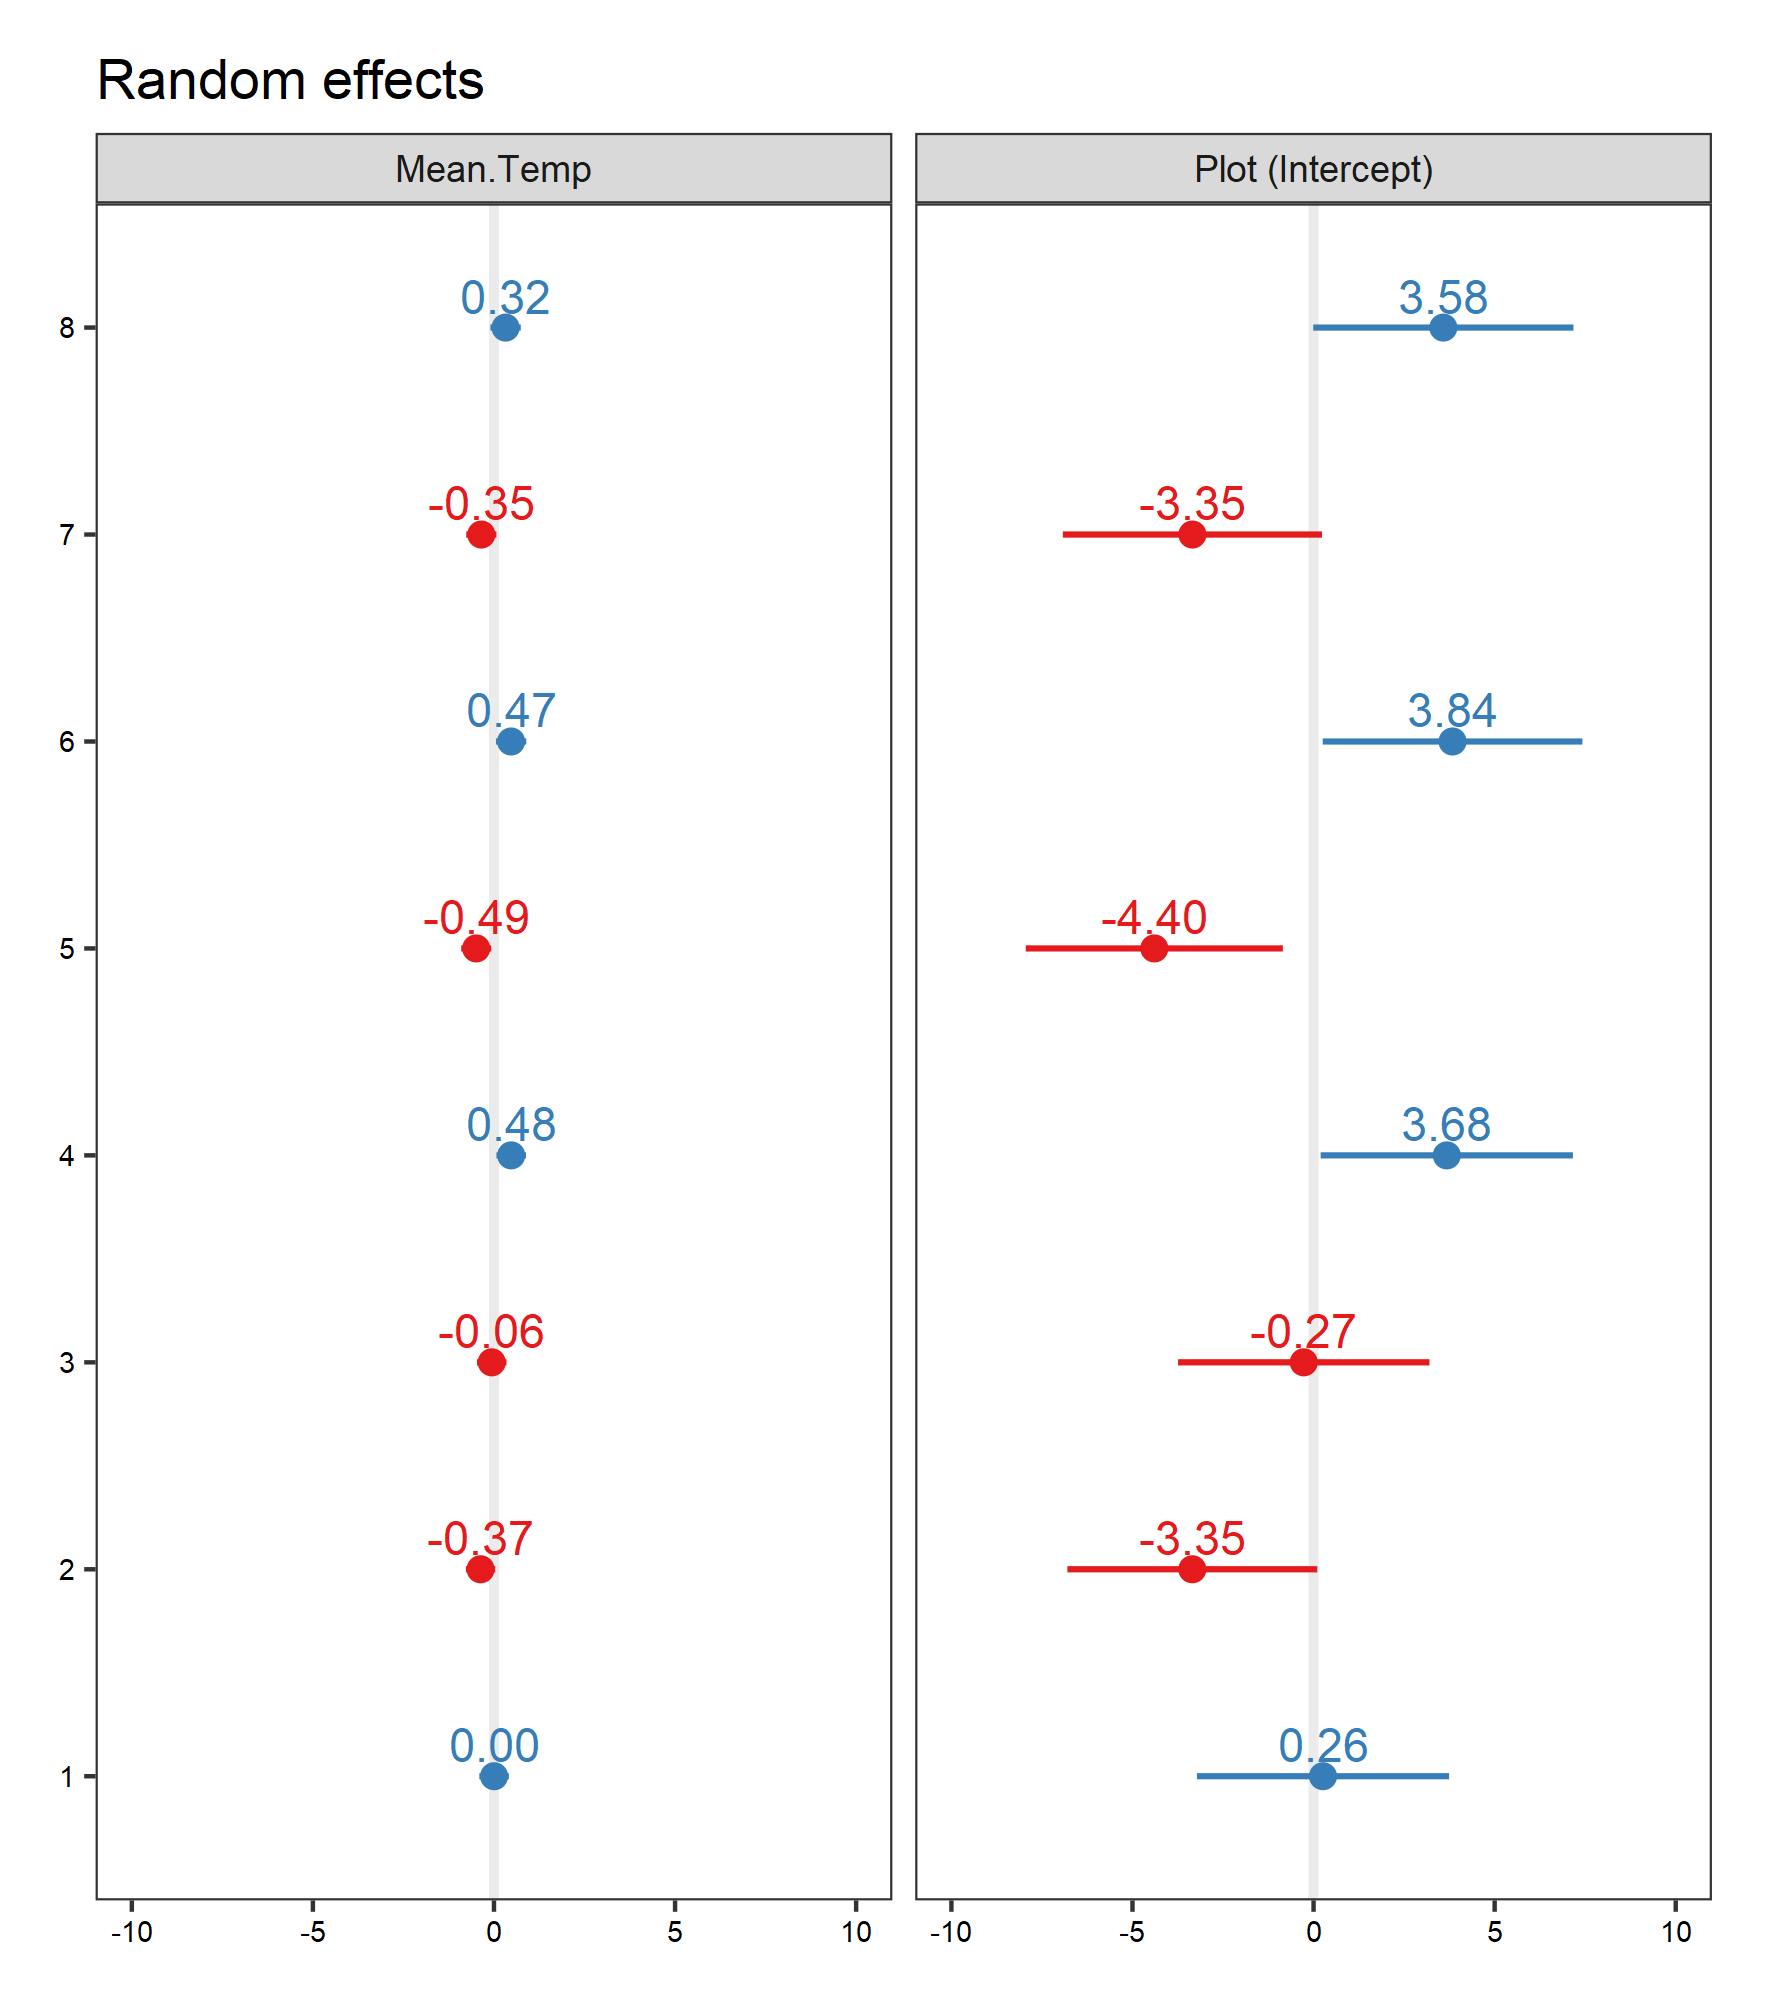 Random effects
Mean.Temp Plot (Intercept)
8 0.32 3.58
7 -0.35 -3.35
6 0.47 3.84
5 -0.49 -4.40
4 0.48 3.68
3 -0.06 -0.27
2 -0.37 -3.35
1 0.00 0.26
-10 -5 0 5 10 -10 -5 0 5 10